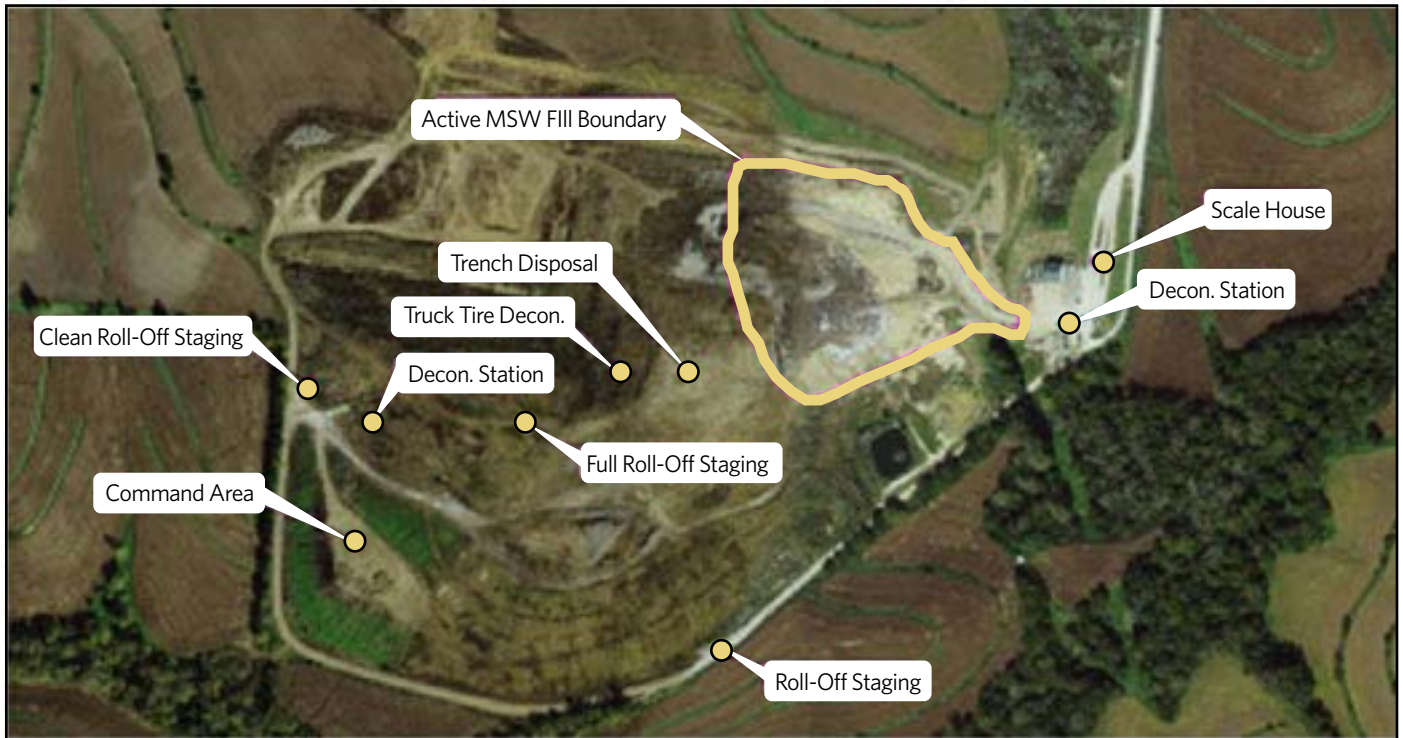 Active MSW FIll Boundary
Scale House
Trench Disposal
Decon. Station
Truck Tire Decon.
Clean Roll-Off Staging
Decon. Station
Full Roll-Off Staging
Command Area
Roll-Off Staging